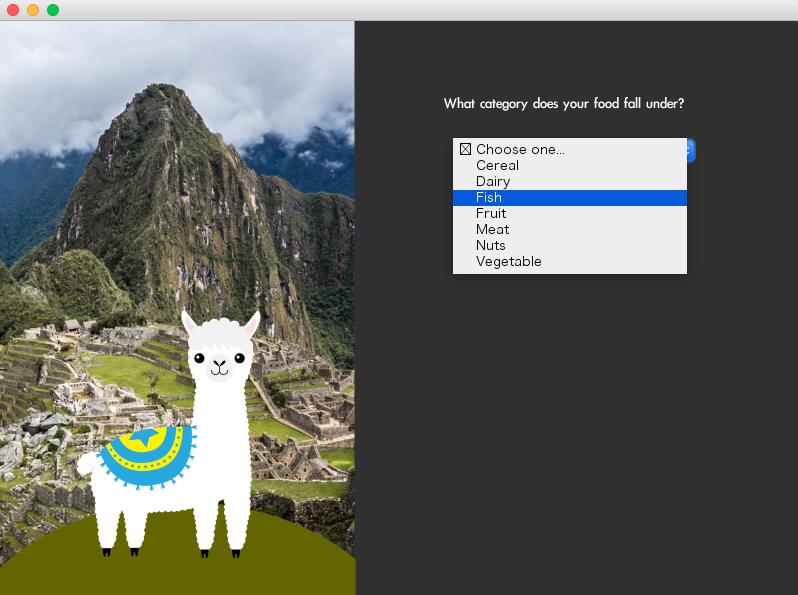 What category does your food fall under?
Choose one...
Cereal
Dairy
Fish
Fruit
Meat
Nuts
Vegetable